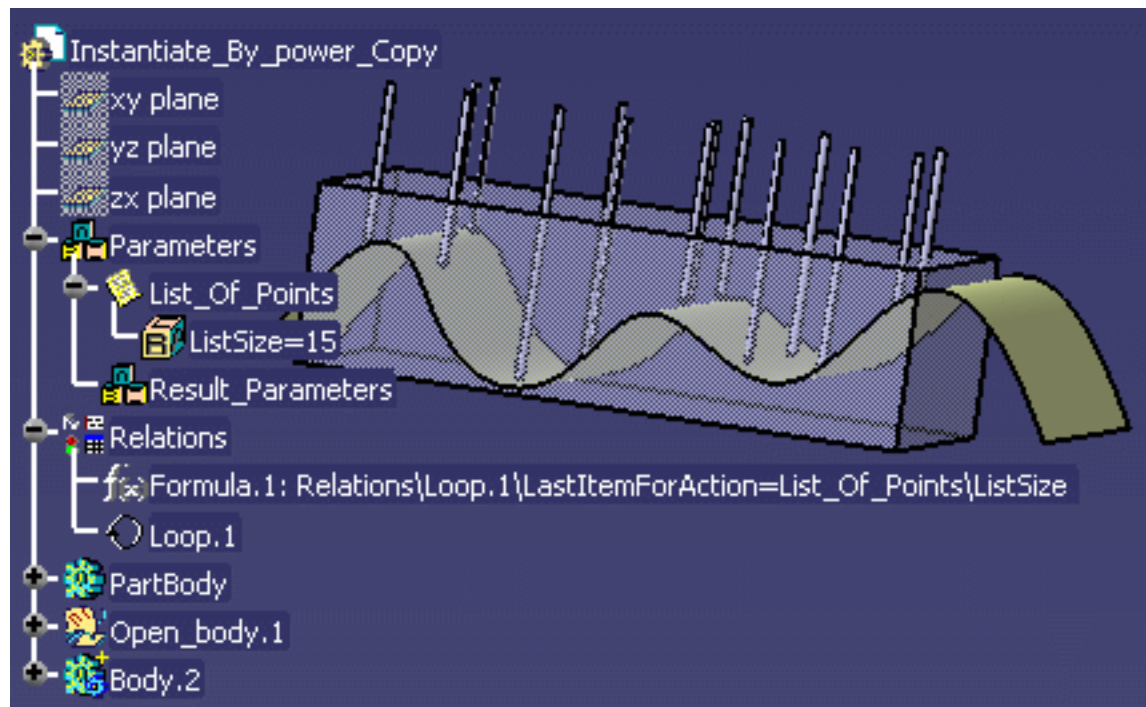 Instantiate_By_power_Copy
xy plane
yz plane
zx plane
Parameters
List_Of_Points
ListSize=15
Result_Parameters
Relations
Formula.1: Relations\Loop.1\LastItemForAction=List_Of_Points\ListSize
Loop.1
PartBody
Open_body.1
Body.2